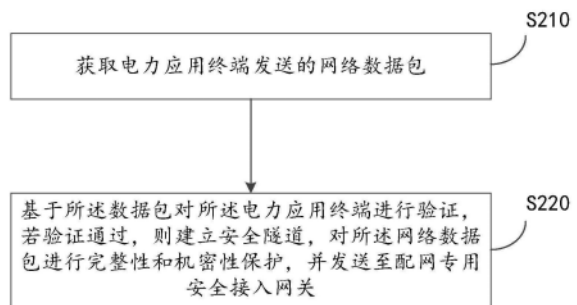 S210
获取电力应用终端发送的网络数据包
S220
基于所述数据包对所述电力应用终端进行验证，
若验证通过，则建立安全隧道，对所述网络数据
包进行完整性和机密性保护，并发送至配网专用
安全接入网关